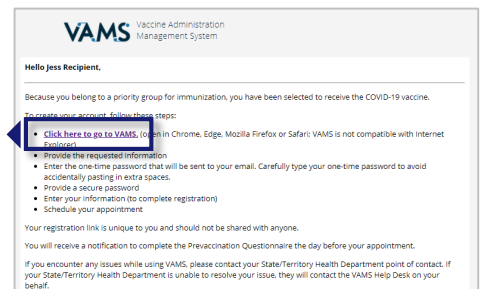 VAMS Vaccine Administration
Management System
Hello Jess Recipient,
Because you belong to a priority group for immunization, you have been selected to receive the COVID-19 vaccine.
To create your account, follow these steps:
• Click here to go to VAMS. (open in Chrome, Edge, Mozilla Firefox or Safari; VAMS is not compatible with Internet
Explorer)
• Provide the requested information
• Enter the one-time password that will be sent to your email. Carefully type your one-time password to avoid
accidentally pasting in extra spaces.
• Provide a secure password
• Enter your information (to complete registration)
• Schedule your appointment
Your registration link is unique to you and should not be shared with anyone.
You will receive a notification to complete the Prevaccination Questionnaire the day before your appointment.
If you encounter any issues while using VAMS, please contact your State/Territory Health Department point of contact. If
your State/Territory Health Department is unable to resolve your issue, they will contact the VAMS Help Desk on your
behalf.